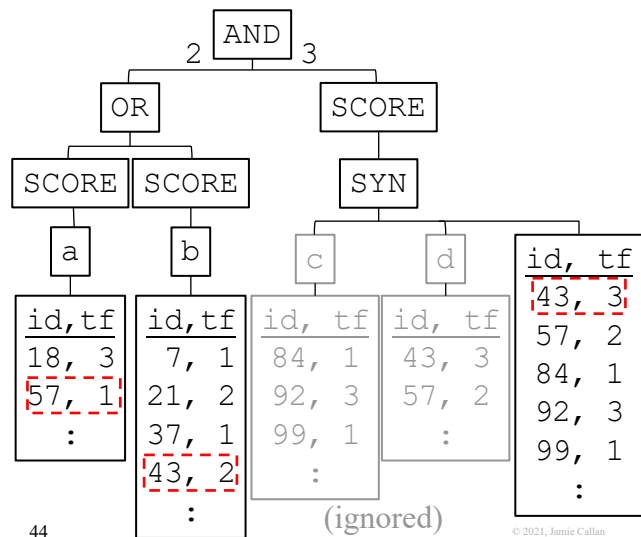 AND
2 3
OR SCORE
SCORE SCORE SYN
a b c d
id, tf
43, 3
57, 2
84, 1
92, 3
99, 1
:
id,tf
18, 3
57, 1
:
id,tf
7, 1
21, 2
37, 1
43, 2
:
id, tf
84, 1
92, 3
99, 1
:
id, tf
43, 3
57, 2
:
(ignored)
44
© 2021, Jamie Callan